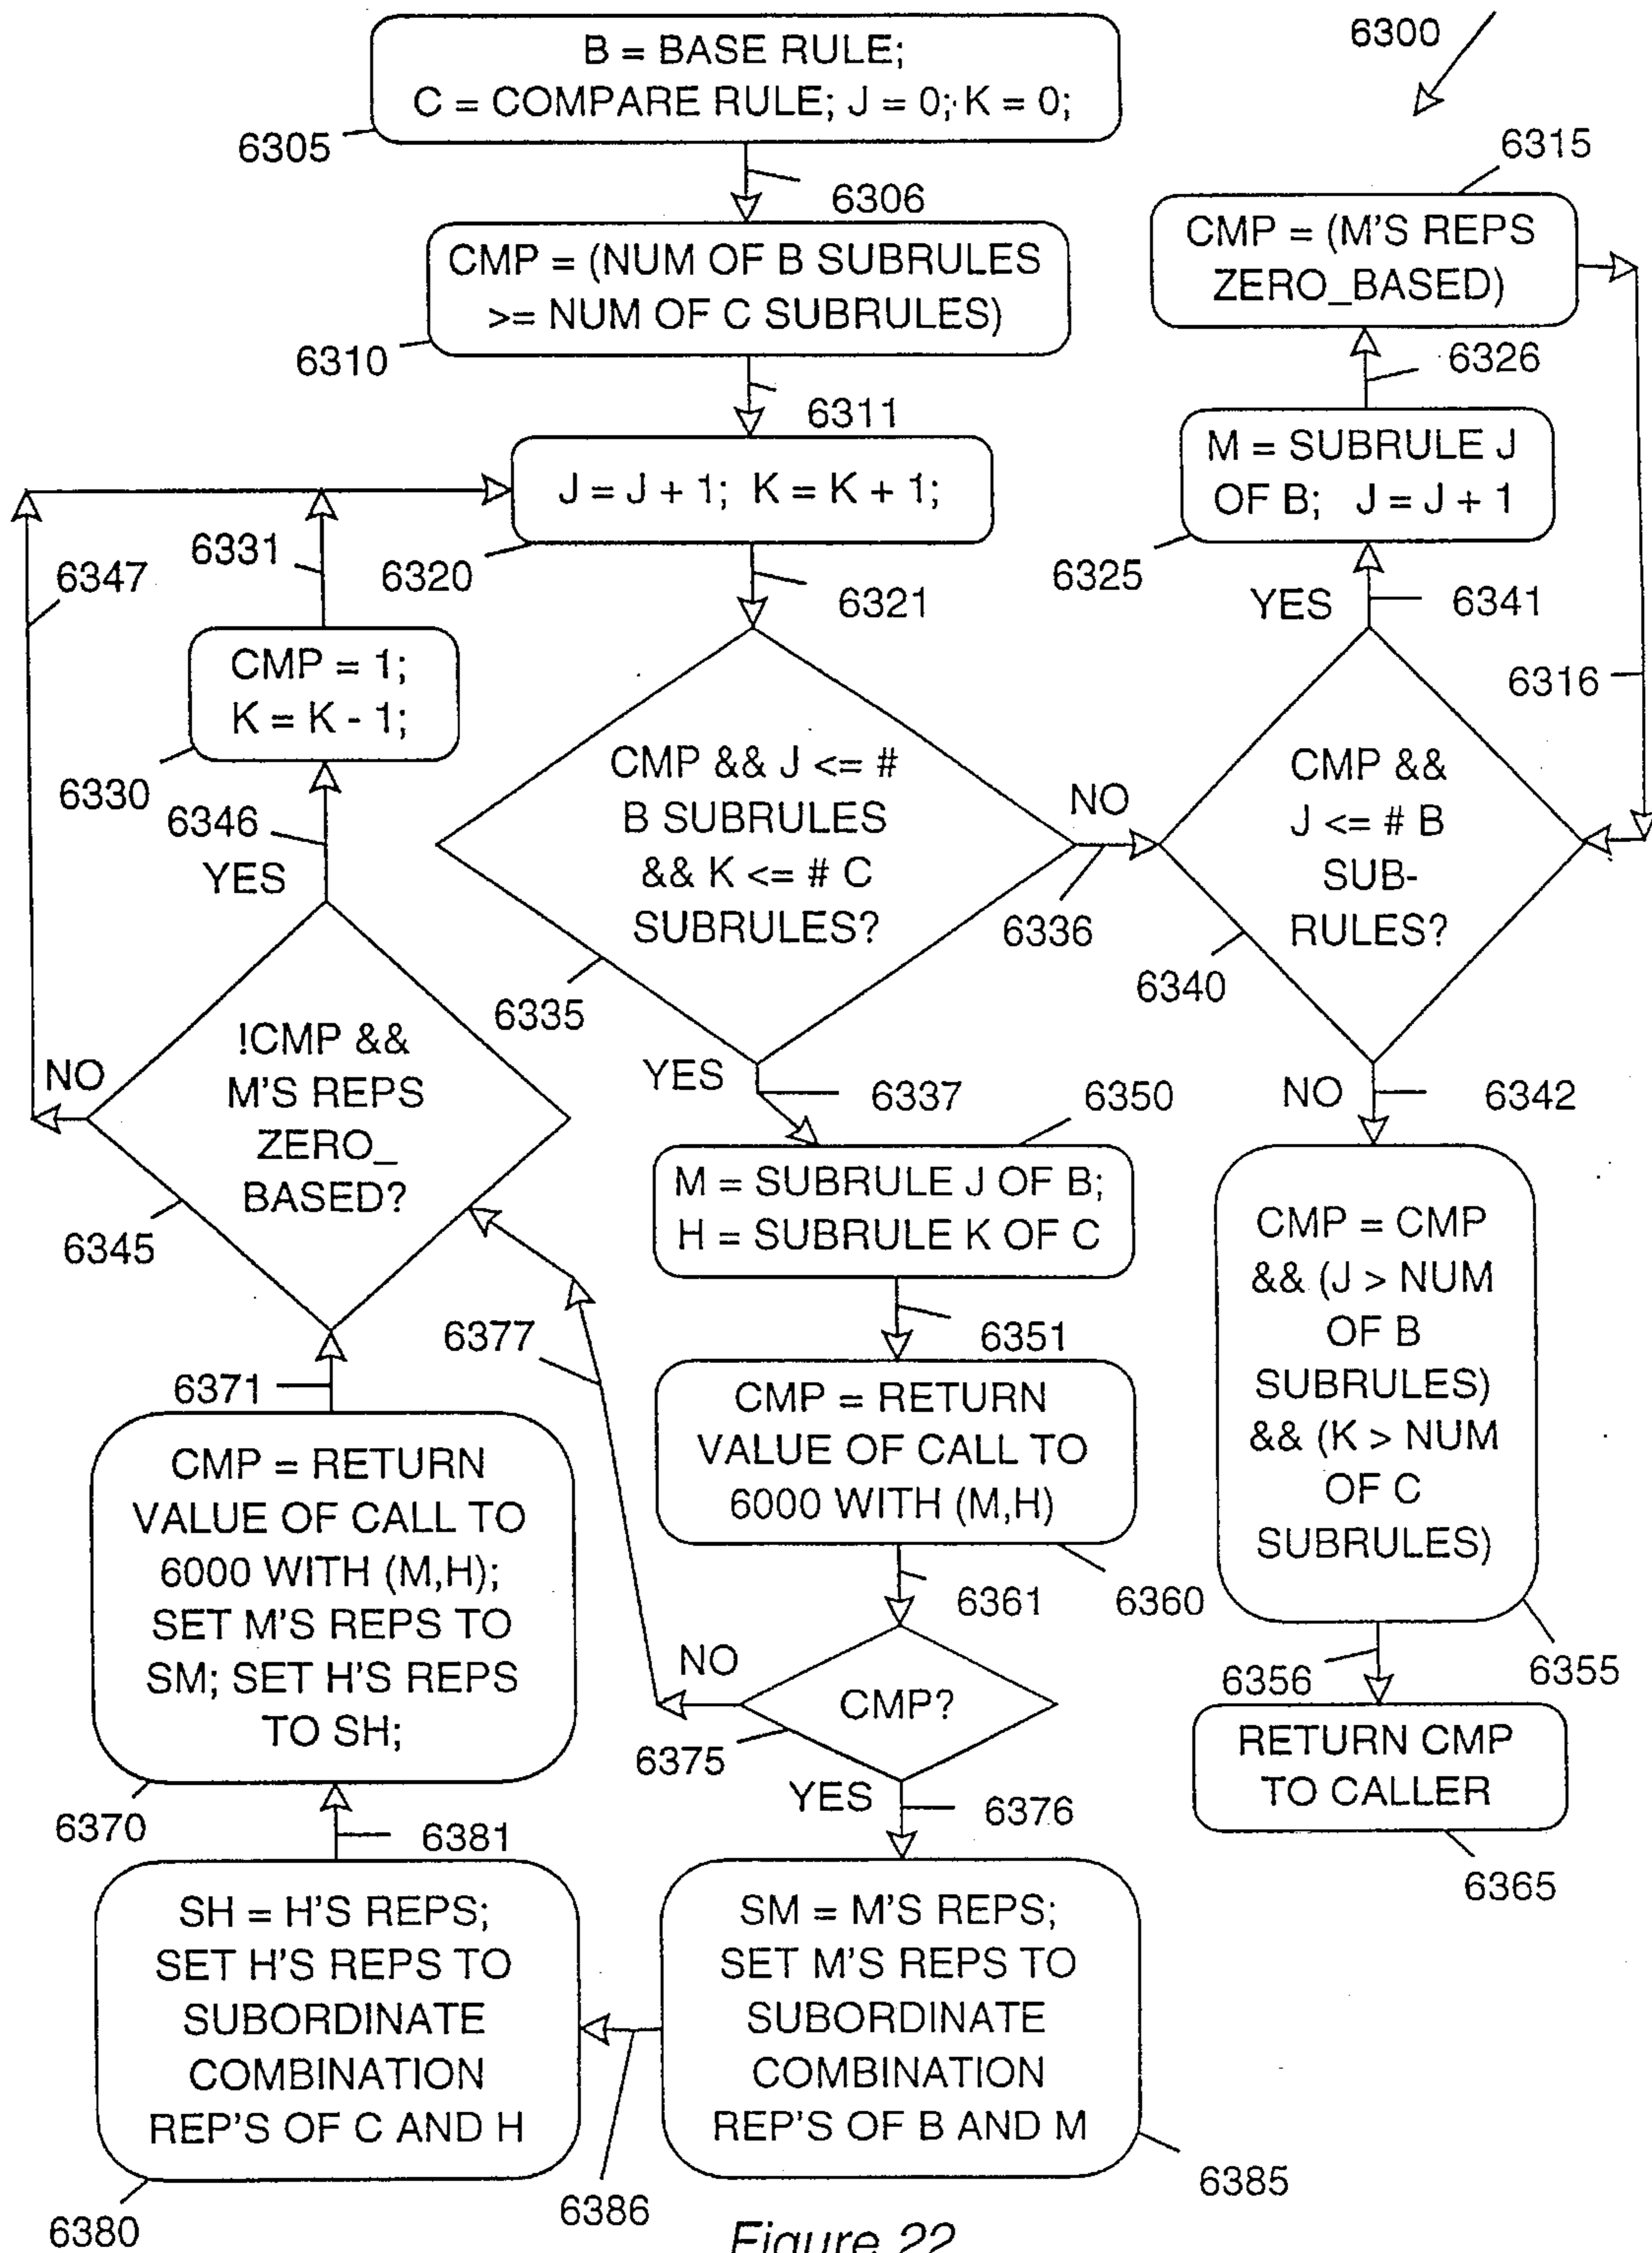 B = BASE RULE;
C = COMPARE RULE; J = 0; K = 0;
6300
6305
6306
6315
CMP = (NUM OF B SUBRULES
>= NUM OF C SUBRULES)
6310
CMP = (M'S REPS
ZERO_BASED)
6326
6311
J = J + 1; K = K + 1;
6320
M = SUBRULE J
OF B; J = J + 1
6325
6331
6347
6321
YES
6341
6316
CMP = 1;
K = K - 1;
6330
6346
YES
CMP && J <= #
B SUBRULES
&& K <= # C
SUBRULES?
6335
NO
6336
CMP &&
J <= # B
SUB-
RULES?
6340
!CMP &&
M'S REPS
ZERO_
BASED?
NO
6345
YES
6337
6350
NO
6342
M = SUBRULE J OF B;
H = SUBRULE K OF C
6351
CMP = CMP
&& (J > NUM
OF B
SUBRULES)
&& (K > NUM
OF C
SUBRULES)
6355
6377
6371
CMP = RETURN
VALUE OF CALL TO
6000 WITH (M,H)
6361
6360
CMP = RETURN
VALUE OF CALL TO
6000 WITH (M,H);
SET M'S REPS TO
SM; SET H'S REPS
TO SH;
6370
NO
CMP?
6375
YES
6376
6356
RETURN CMP
TO CALLER
6365
6381
SH = H'S REPS;
SET H'S REPS TO
SUBORDINATE
COMBINATION
REP'S OF C AND H
6380
SM = M'S REPS;
SET M'S REPS TO
SUBORDINATE
COMBINATION
REP'S OF B AND M
6385
6386
Figure 22